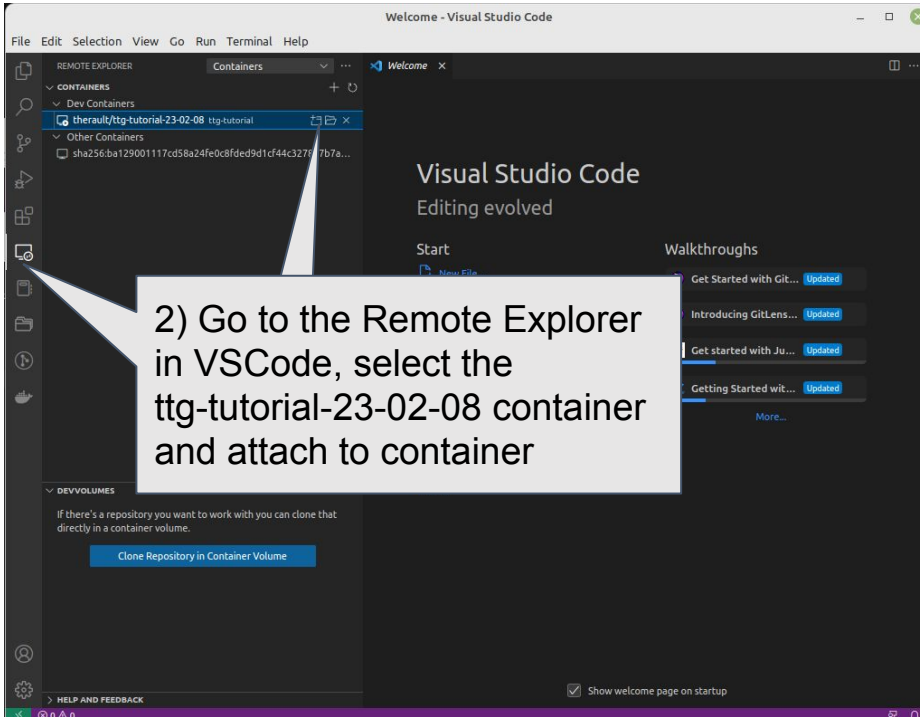 Welcome - Visual Studio Code
File Edit Selection View Go Run Terminal Help
REMOTE EXPLORER
Containers
Welcome
CONTAINERS
Dev Containers
therault/ttg-tutorial-23-02-08 ttg-tutorial
Other Containers
Visual Studio Code
Editing evolved
Start
New File
Walkthroughs
Get Started with Git... Updated
Introducing GitLens... Updated
Get started with Ju... Updated
Getting Started wit... Updated
More...
2) Go to the Remote Explorer
in VSCode, select the
ttg-tutorial-23-02-08 container
and attach to container
DEVVOLUMES
If there's a repository you want to work with you can clone that
directly in a container volume.
Clone Repository in Container Volume
Show welcome page on startup
HELP AND FEEDBACK
0 0